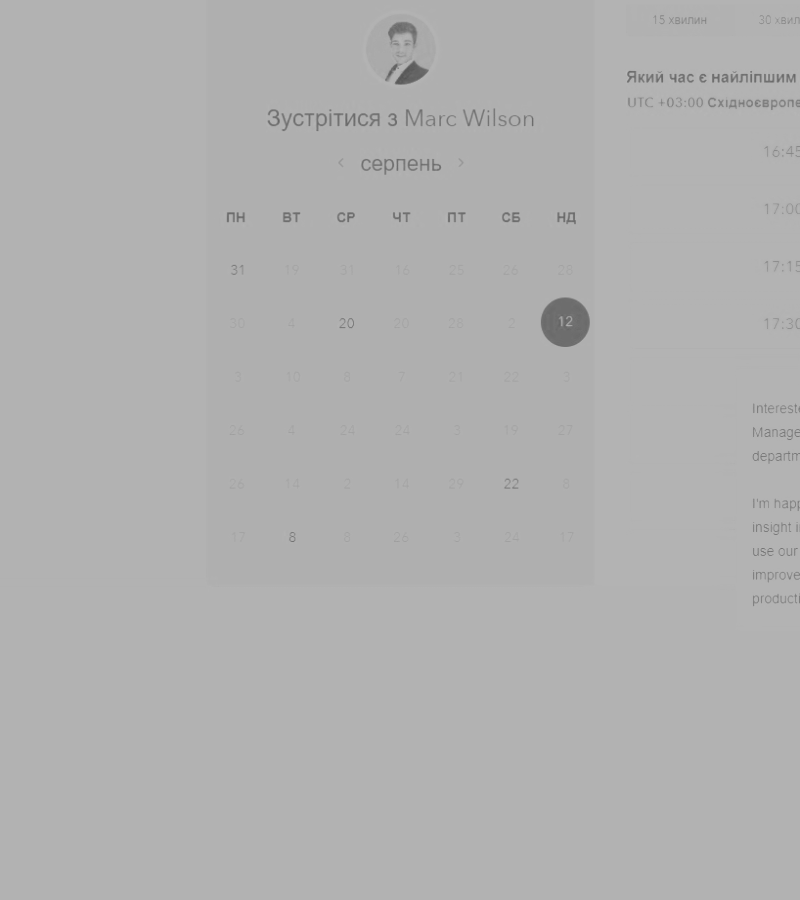 Зустрітися з Marc Wilson
‹ серпень ›
ПН ВТ СР ЧТ ПТ СБ НД
31 19 31 16 25 26 28
30 4 20 20 26 2 12
3 10 6 7 21 22 3
26 4 24 24 3 19 27
26 14 2 14 29 22 8
17 8 8 26 3 24 17
15 хвилин 30 хвил
Який час є найліпшим
UTC +03:00 Східноєвропе
16:45
17:00
17:15
17:30
Intereste
Manage
departm
I'm happ
insight i
use our
improve
producti